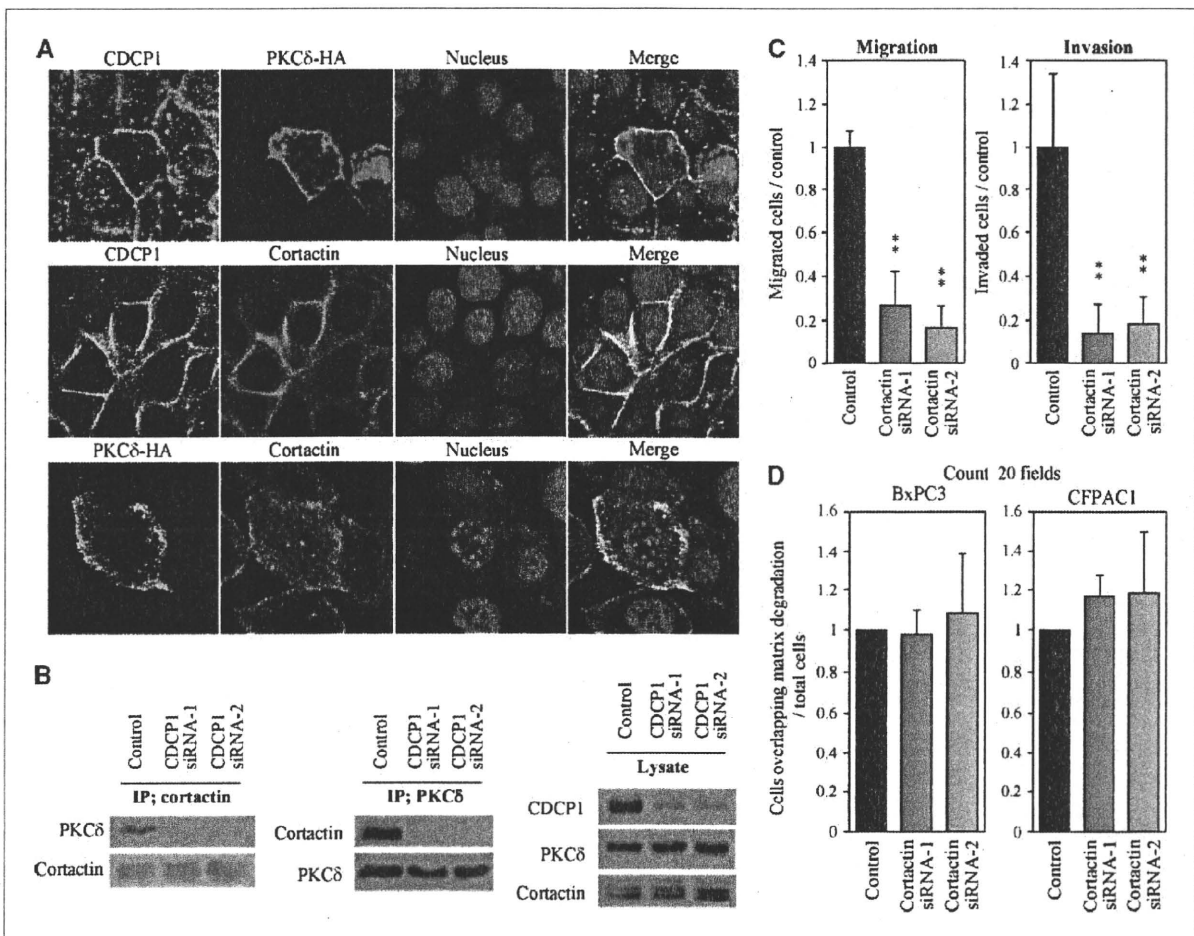 A
CDCP1 PKCδ-HA Nucleus Merge
CDCP1 Cortactin Nucleus Merge
PKCδ-HA Cortactin Nucleus Merge
B
Control
CDCP1 siRNA-1
CDCP1 siRNA-2
IP; cortactin
PKCδ
Cortactin
Control
CDCP1 siRNA-1
CDCP1 siRNA-2
IP; PKCδ
Cortactin
PKCδ
Control
CDCP1 siRNA-1
CDCP1 siRNA-2
Lysate
CDCP1
PKCδ
Cortactin
C
Migration
Migrated cells / control
1.4
1.2
1
0.8
0.6
0.4
0.2
0
**
**
Control
Cortactin siRNA-1
Cortactin siRNA-2
Invasion
Invaded cells / control
1.4
1.2
1
0.8
0.6
0.4
0.2
0
**
**
Control
Cortactin siRNA-1
Cortactin siRNA-2
D
Count 20 fields
BxPC3
Cells overlapping matrix degradation
/ total cells
1.6
1.4
1.2
1
0.8
0.6
0.4
0.2
0
Control
Cortactin siRNA-1
Cortactin siRNA-2
CFPAC1
1.6
1.4
1.2
1
0.8
0.6
0.4
0.2
0
Control
Cortactin siRNA-1
Cortactin siRNA-2